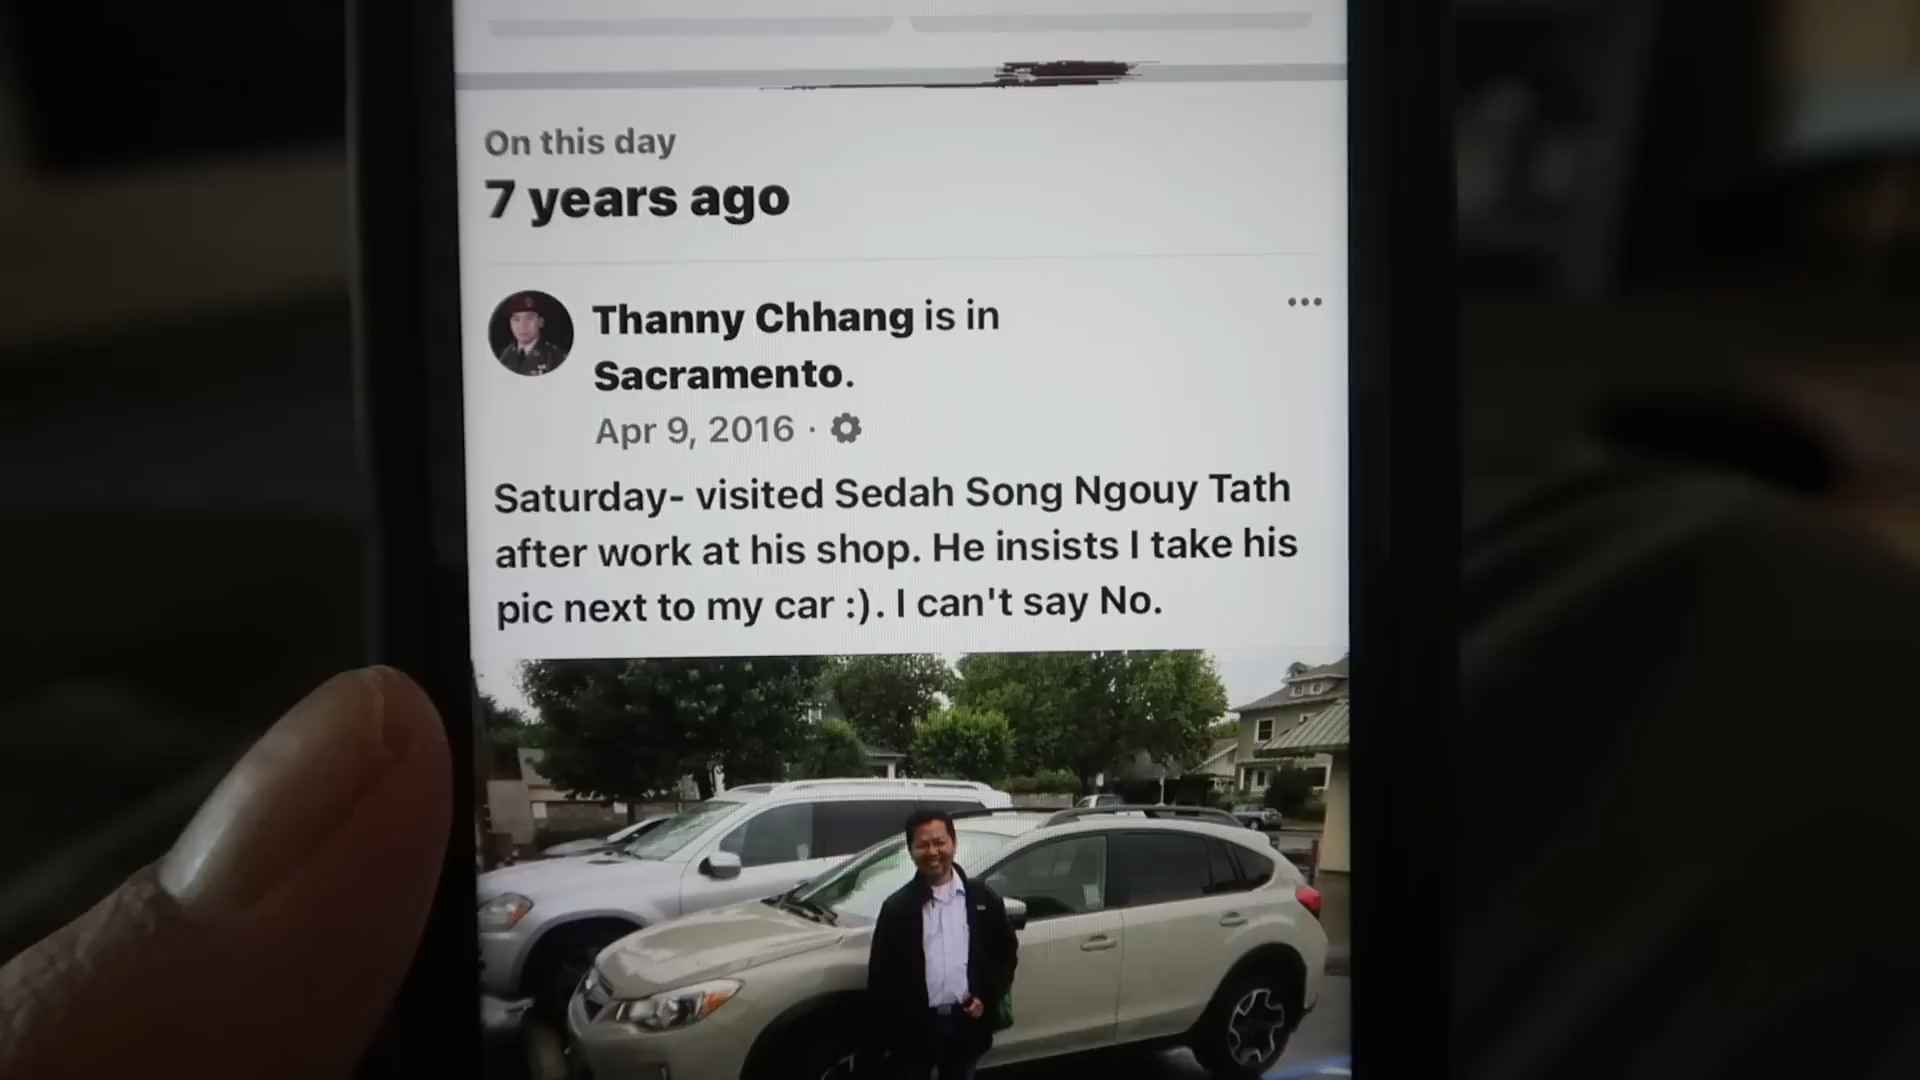 On this day
7 years ago
Thanny Chhang is in
Sacramento.
Apr 9, 2016 ·
Saturday- visited Sedah Song Ngouy Tath
after work at his shop. He insists I take his
pic next to my car :). I can't say No.